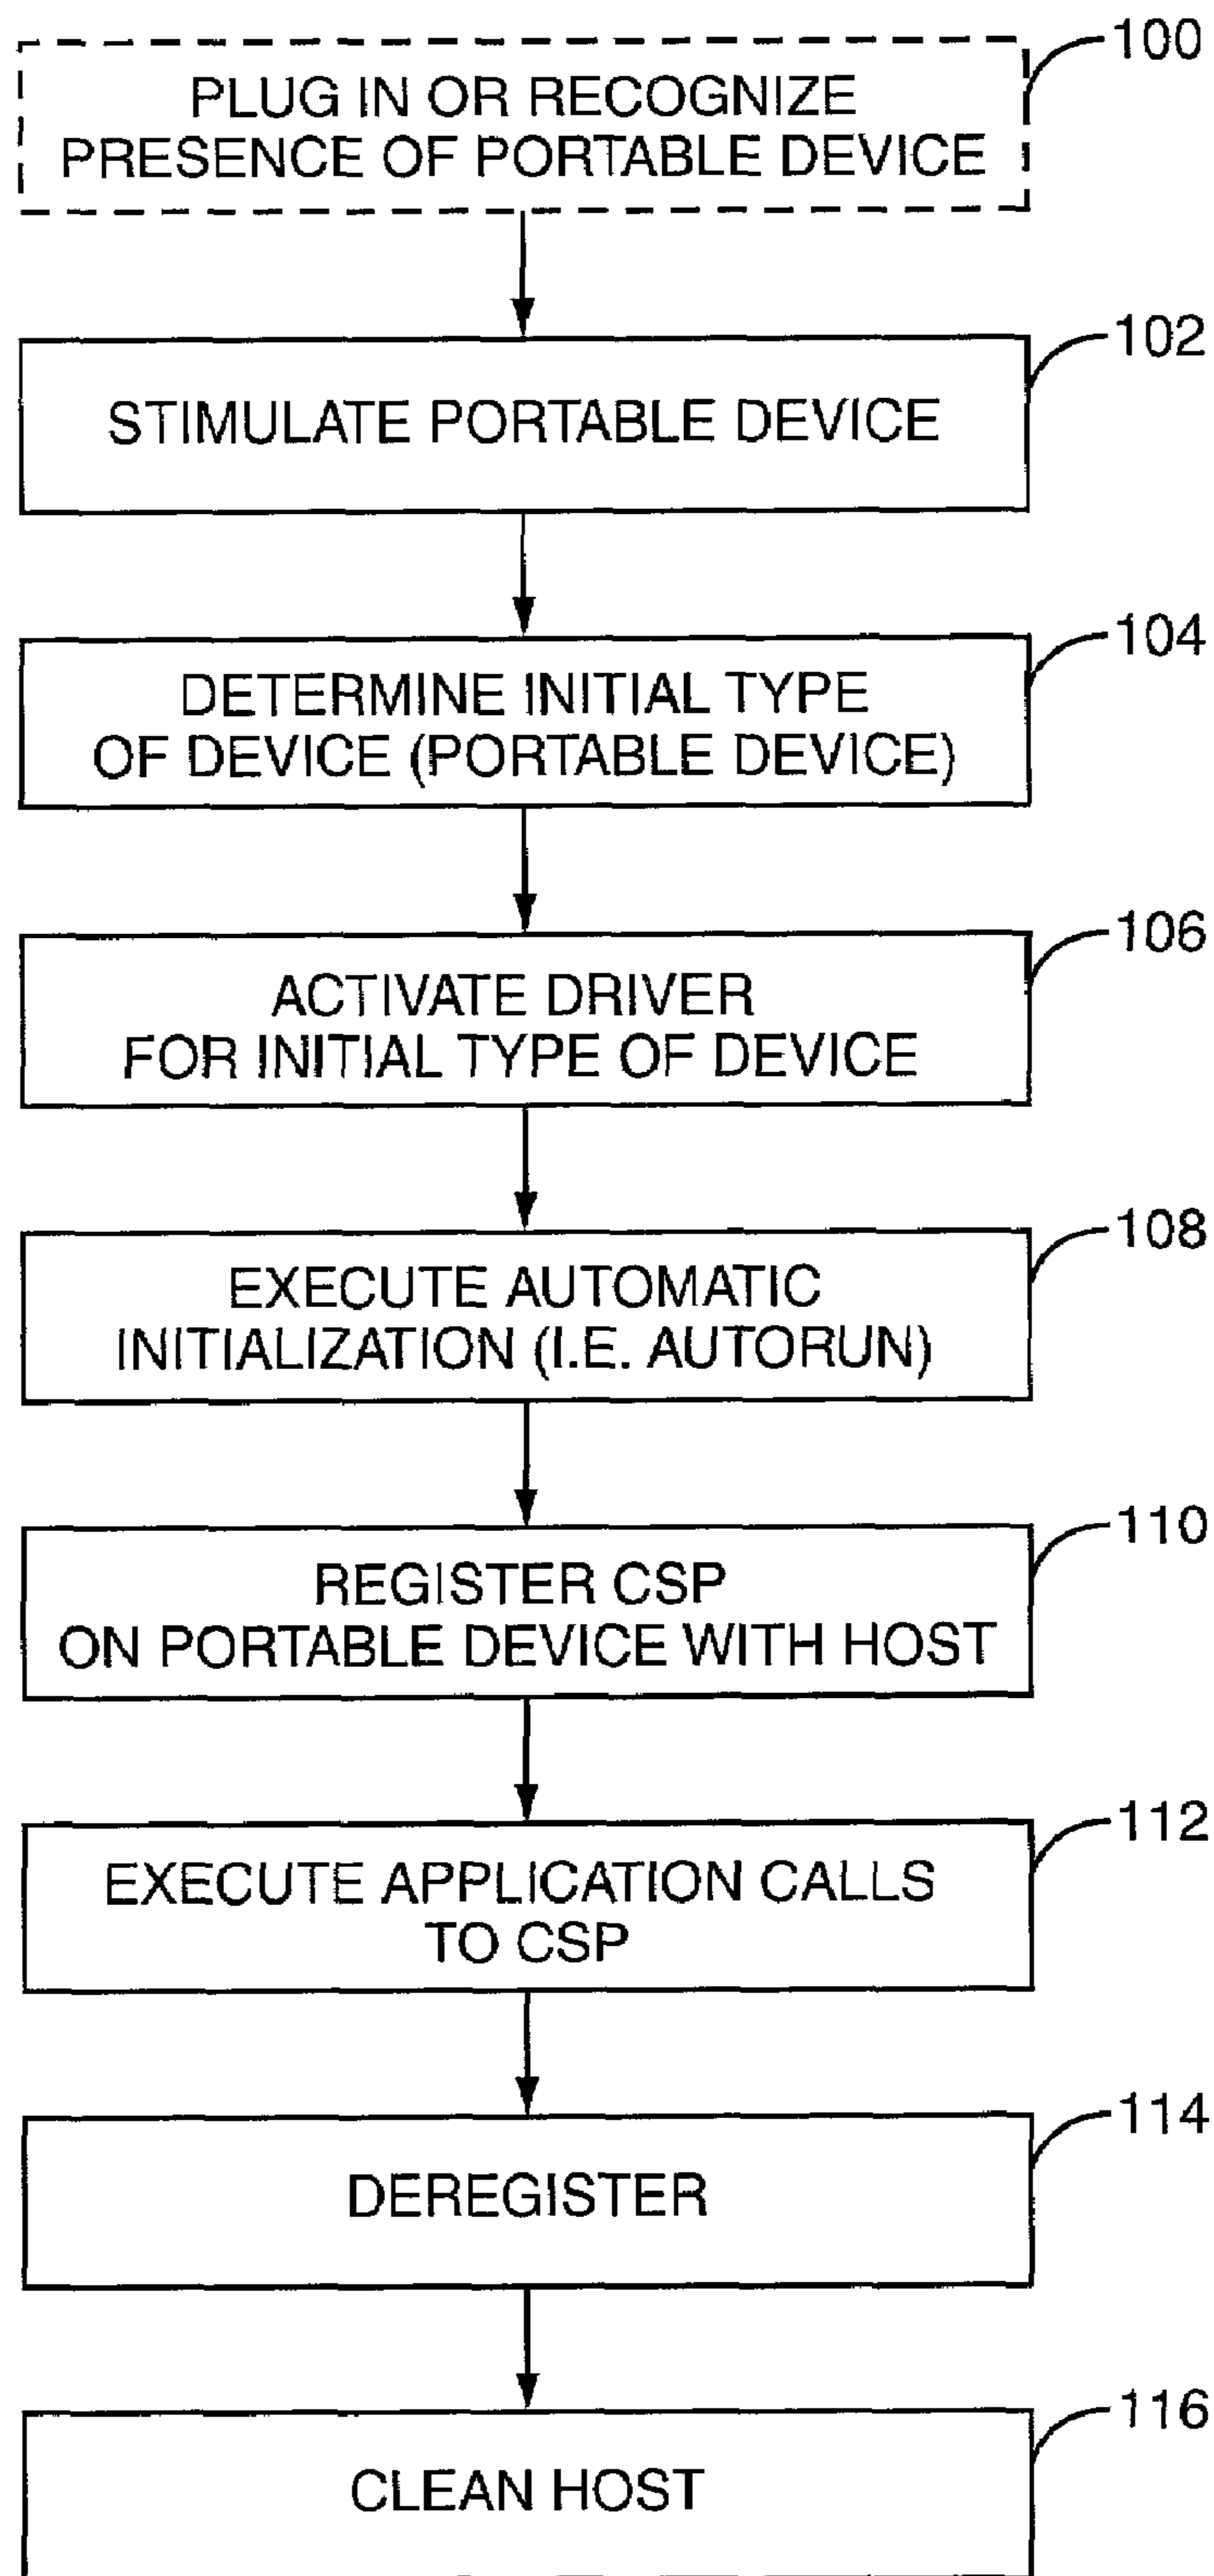 100
PLUG IN OR RECOGNIZE
PRESENCE OF PORTABLE DEVICE
102
STIMULATE PORTABLE DEVICE
104
DETERMINE INITIAL TYPE
OF DEVICE (PORTABLE DEVICE)
106
ACTIVATE DRIVER
FOR INITIAL TYPE OF DEVICE
108
EXECUTE AUTOMATIC
INITIALIZATION (I.E. AUTORUN)
110
REGISTER CSP
ON PORTABLE DEVICE WITH HOST
112
EXECUTE APPLICATION CALLS
TO CSP
114
DEREGISTER
116
CLEAN HOST